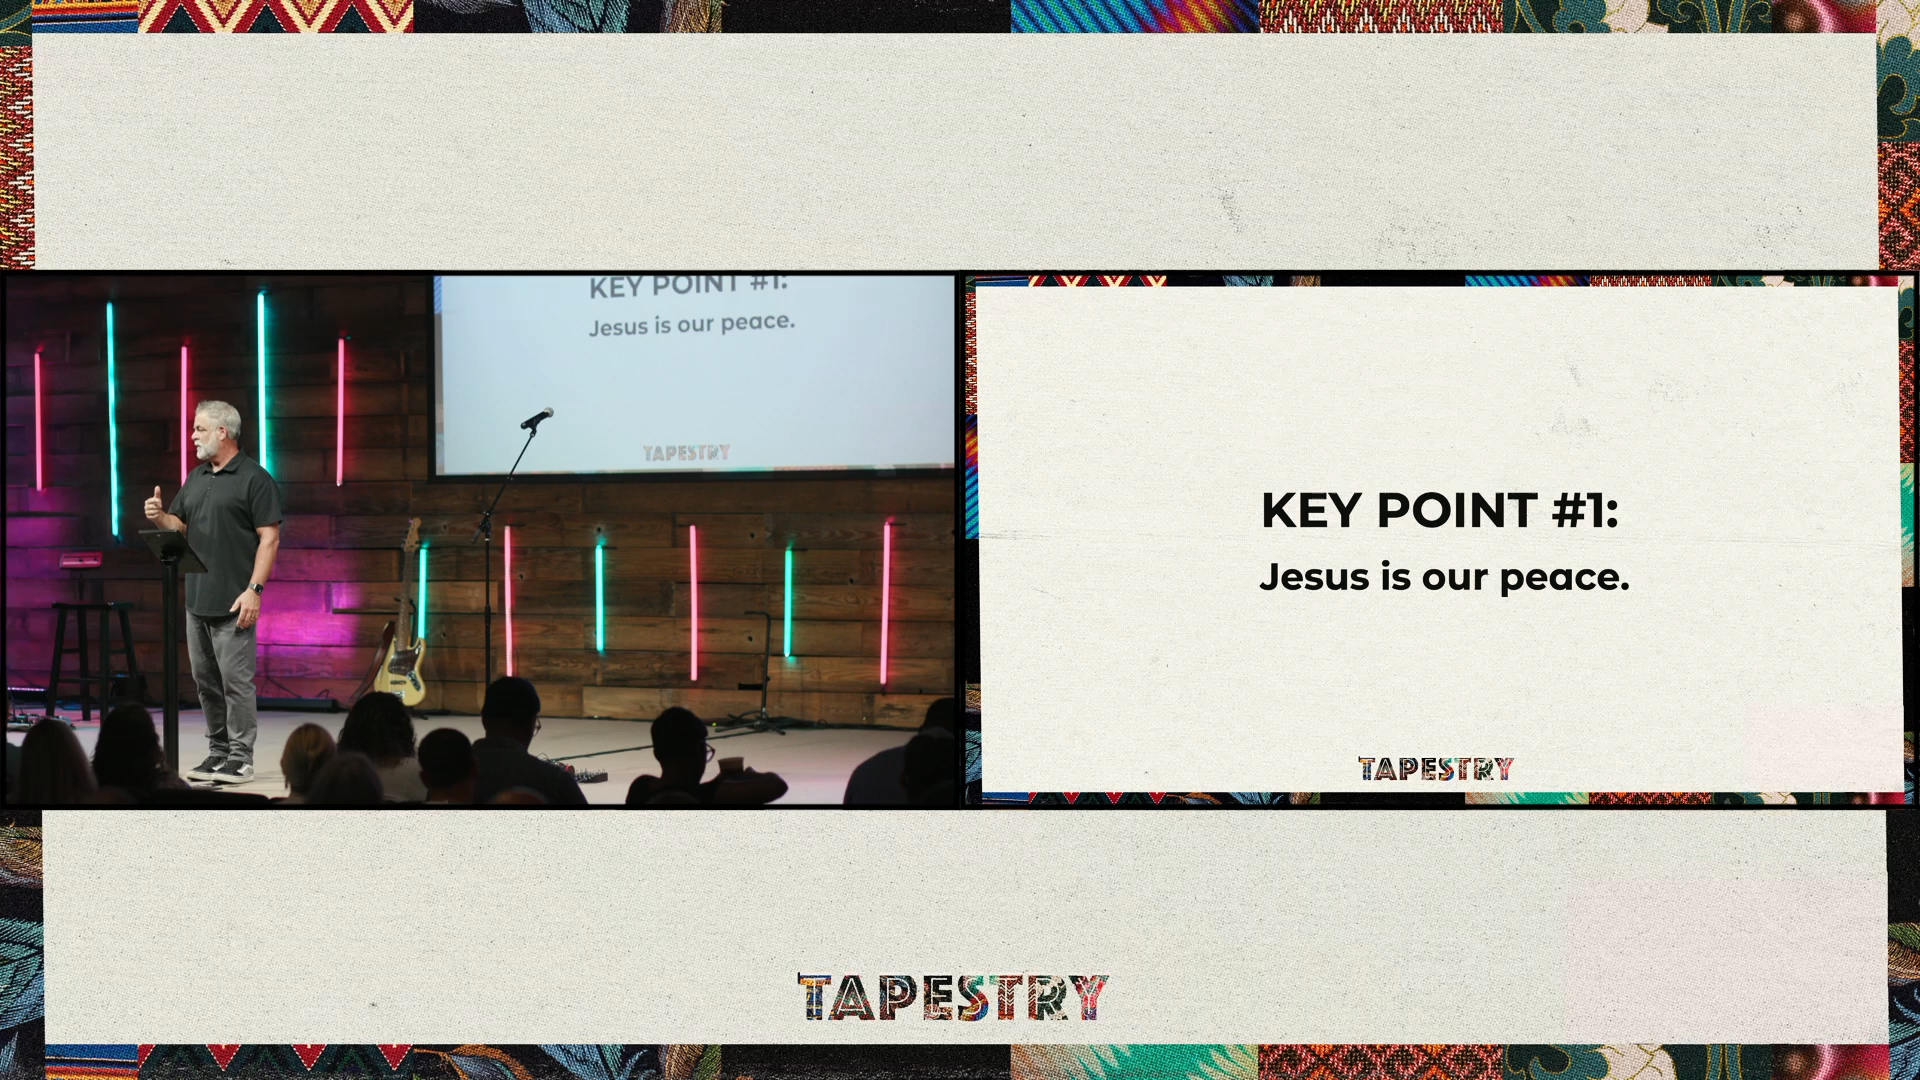 KEY POINT #1:
Jesus is our peace.
TAPESTRY
KEY POINT #1:
Jesus is our peace.
TAPESTRY
TAPESTRY